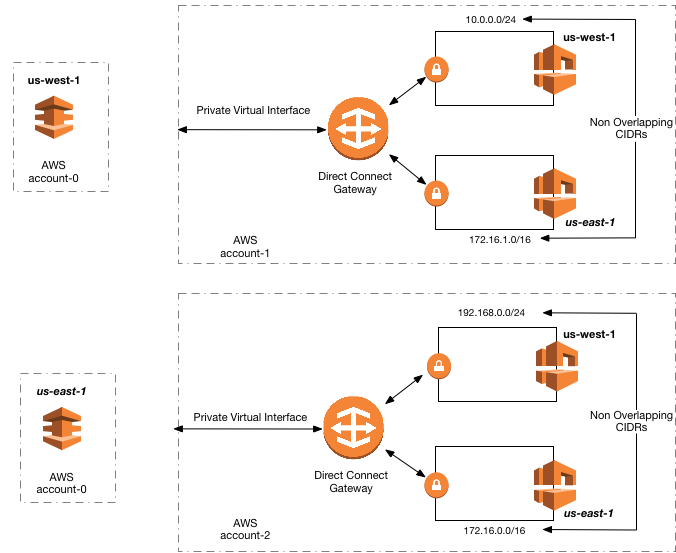 us-west-1
AWS
account-0
10.0.0.0/24
us-west-1
Private Virtual Interface
Direct Connect
Gateway
Non Overlapping
CIDRs
us-east-1
172.16.1.0/16
AWS
account-1
us-east-1
AWS
account-0
192.168.0.0/24
us-west-1
Private Virtual Interface
Direct Connect
Gateway
Non Overlapping
CIDRs
us-east-1
172.16.0.0/16
AWS
account-2